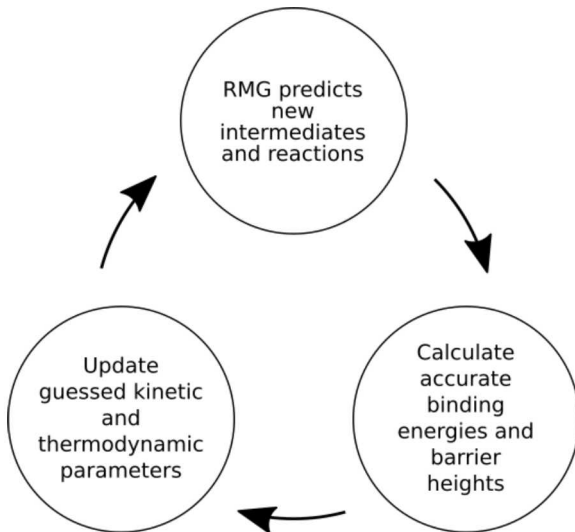 RMG predicts
new
intermediates
and reactions
Calculate
accurate
binding
energies and
barrier
heights
Update
guessed kinetic
and
thermodynamic
parameters